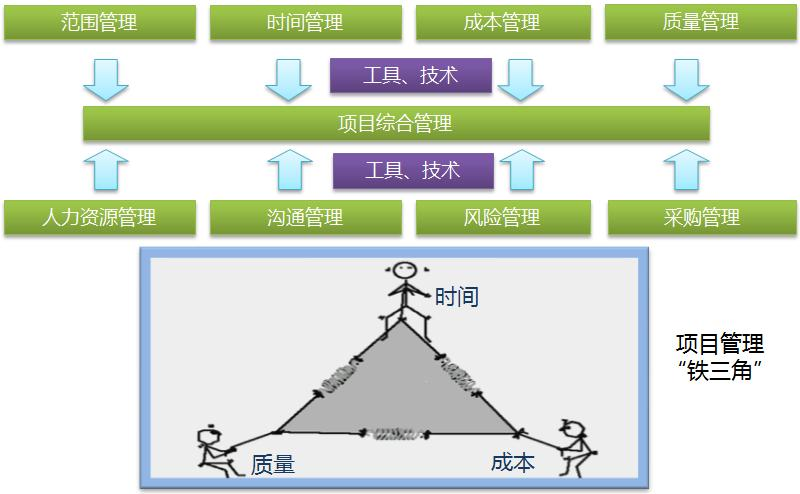 范围管理
时间管理
成本管理
质量管理
工具、技术
项目综合管理
工具、技术
人力资源管理
沟通管理
风险管理
采购管理
时间
质量
成本
项目管理
“铁三角”